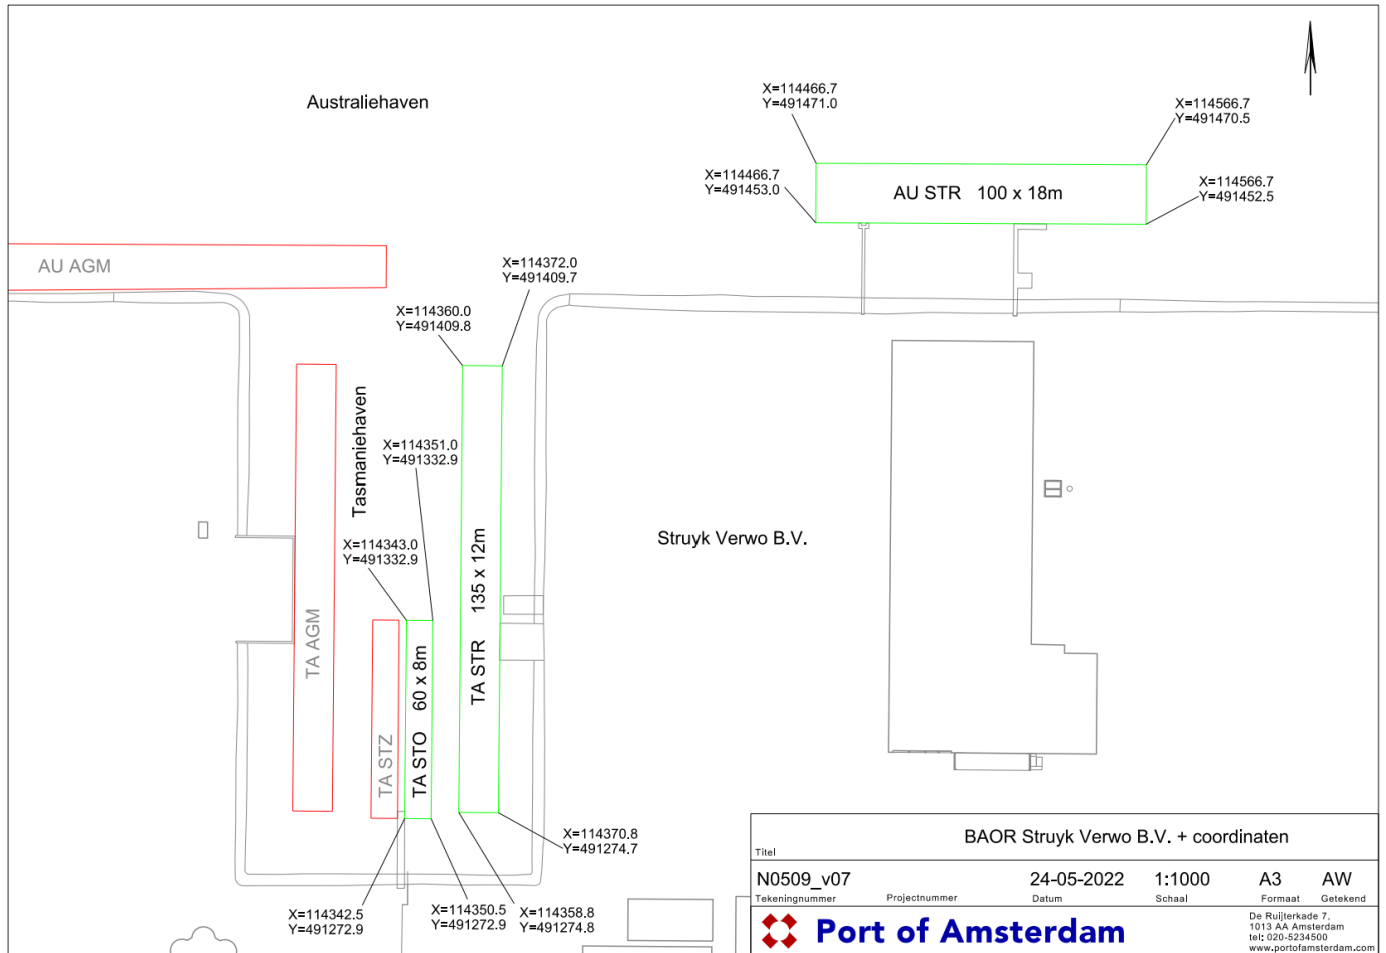 Australiehaven
X=114466.7
Y=491471.0
X=114566.7
Y=491470.5
X=114466.7
Y=491453.0
AU STR 100 x 18m
X=114566.7
Y=491452.5
AU AGM
X=114372.0
Y=491409.7
X=114360.0
Y=491409.8
Tasmaniehaven
X=114351.0
Y=491332.9
X=114343.0
Y=491332.9
Struyk Verwo B.V.
TA AGM
TA STZ
TA STO 60 x 8m
TA STR 135 x 12m
X=114370.8
Y=491274.7
X=114342.5
Y=491272.9
X=114350.5
Y=491272.9
X=114358.8
Y=491274.8
BAOR Struyk Verwo B.V. + coordinaten
Titel
N0509_v07 24-05-2022 1:1000 A3 AW
Tekeningnummer Projectnummer Datum Schaal Formaat Getekend
Port of Amsterdam
De Ruijterkade 7,
1013 AA Amsterdam
tel: 020-5234500
www.portofamsterdam.com